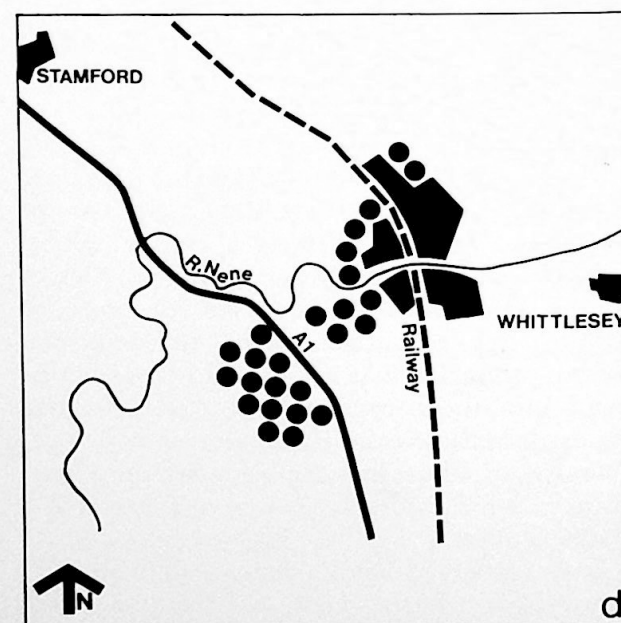 STAMFORD
R.Nene
A1
WHITTLESEY
Railway
N
d